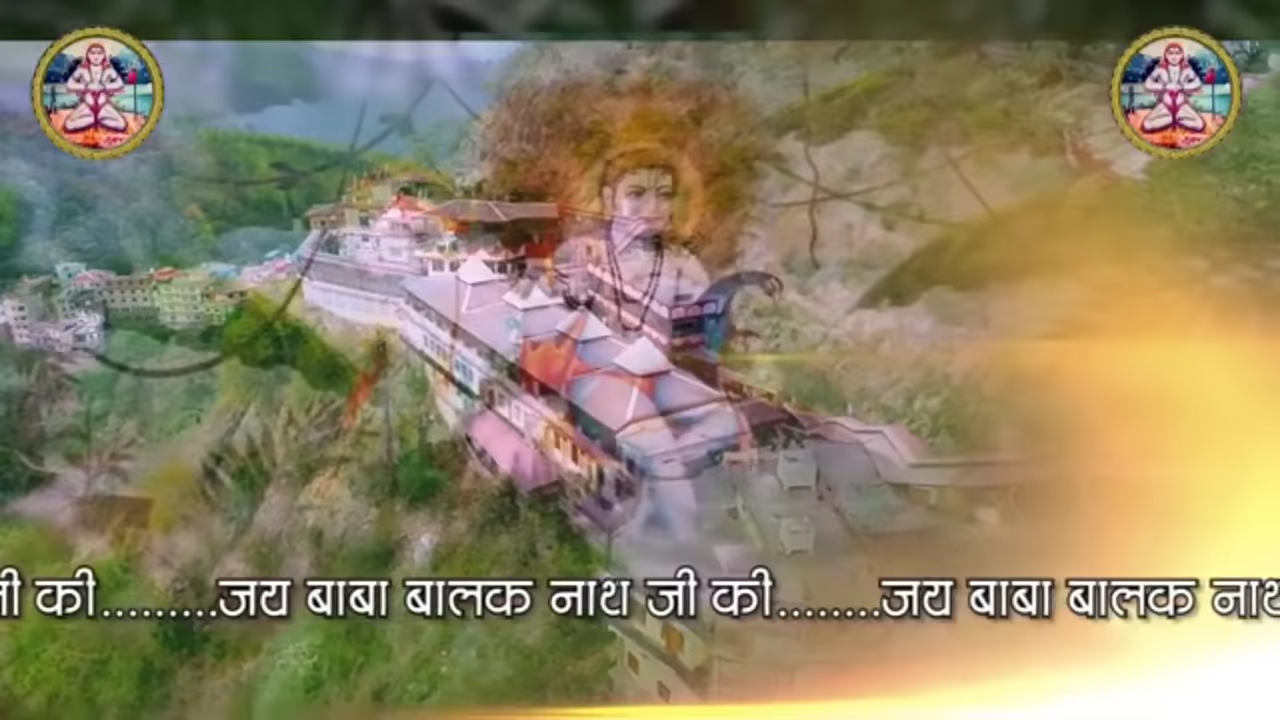 की.........जय बाबा बालक नाथ जी की........जय बाबा बालक